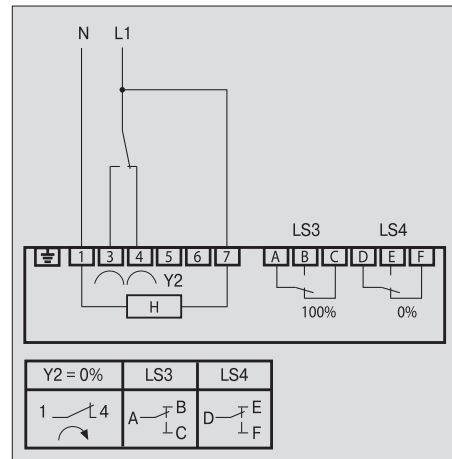 N L1
LS3 LS4
1 3 4 5 6 7 A B C D E F
Y2
H
100% 0%
Y2 = 0% LS3 LS4
1 4 A B C D E F